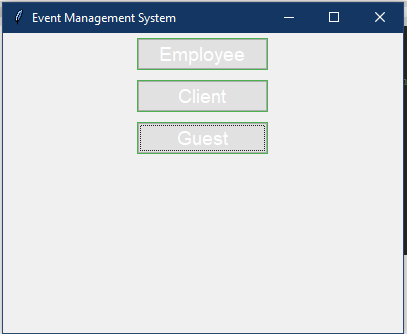 Event Management System
Employee
Client
Guest